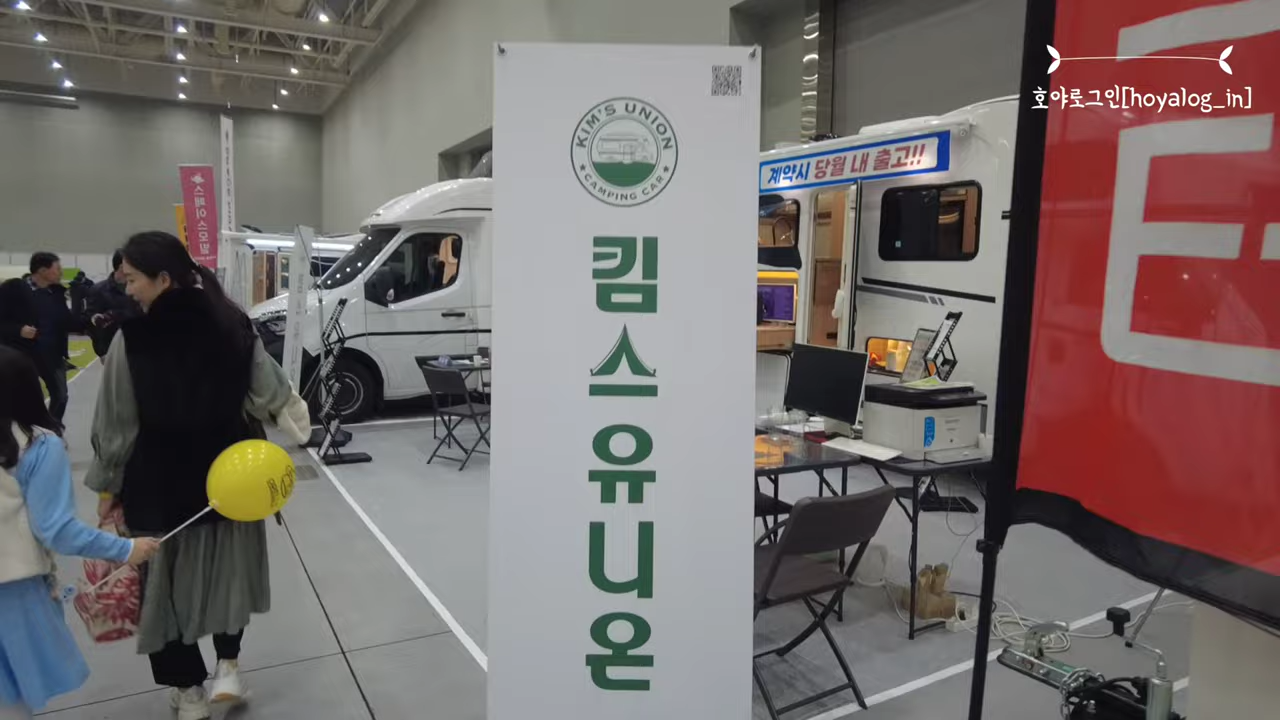 호야로그인[hoyalog_in]
KIM'S UNION
CAMPING CAR
킴스유니온
계약시 당월 내 출고!!
스페이스모빌